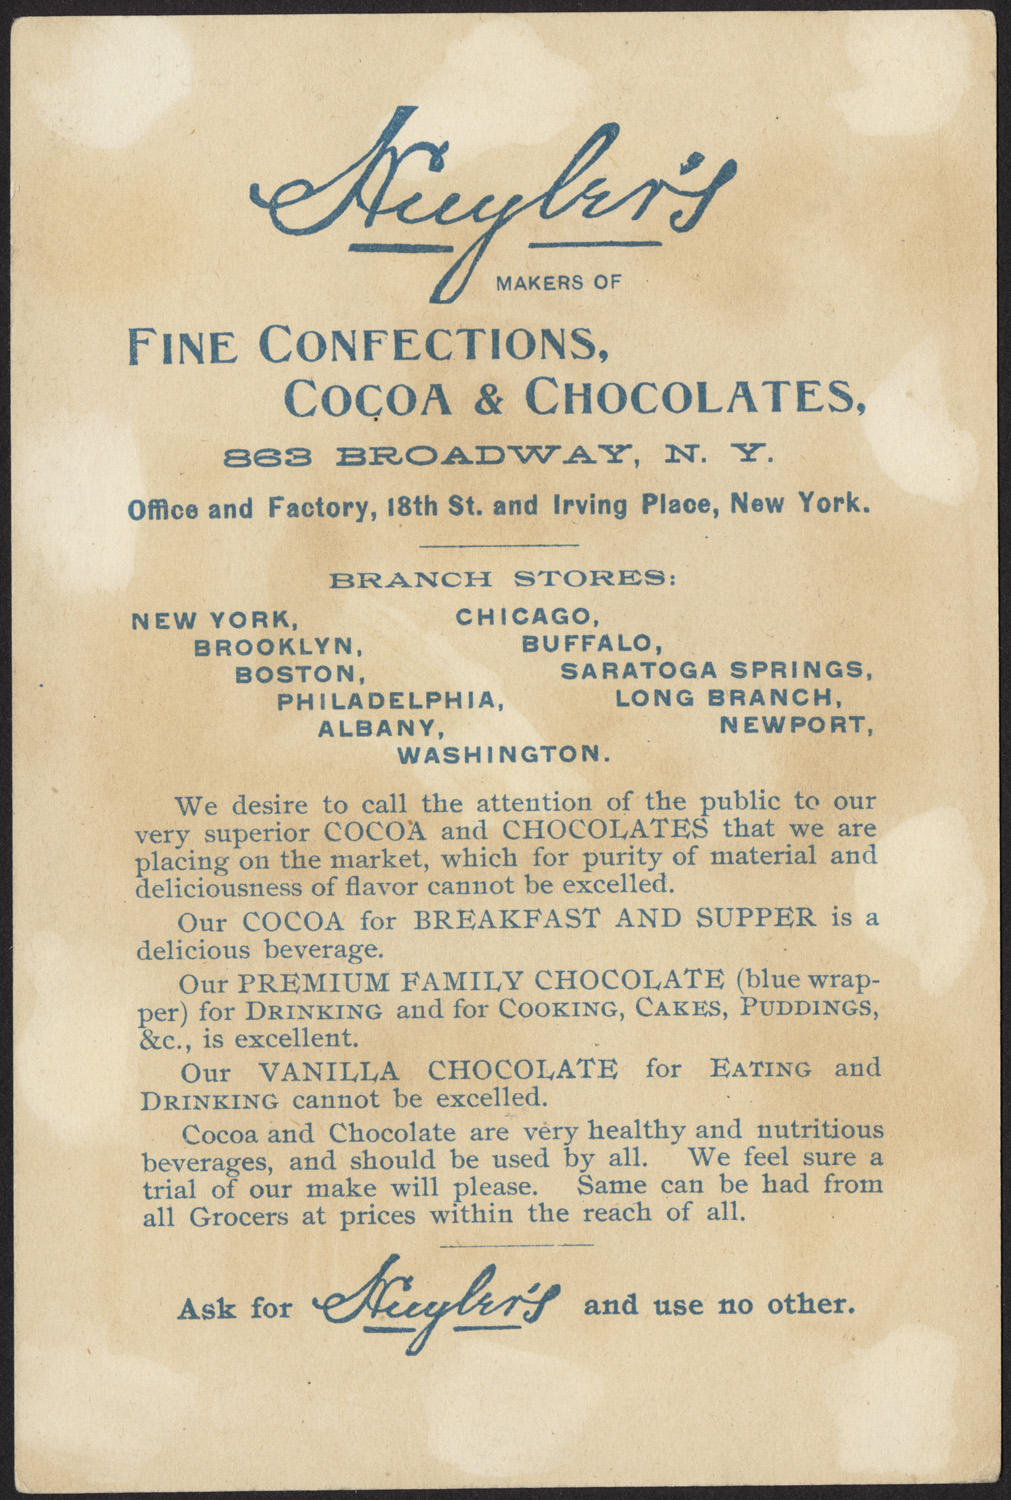 Huyler's
MAKERS OF
FINE CONFECTIONS,
COCOA & CHOCOLATES,
863 BROADWAY, N. Y.
Office and Factory, 18th St. and Irving Place, New York.
BRANCH STORES:
NEW YORK, CHICAGO,
BROOKLYN, BUFFALO,
BOSTON, SARATOGA SPRINGS,
PHILADELPHIA, LONG BRANCH,
ALBANY, NEWPORT,
WASHINGTON.
We desire to call the attention of the public to our
very superior COCOA and CHOCOLATES that we are
placing on the market, which for purity of material and
deliciousness of flavor cannot be excelled.
Our COCOA for BREAKFAST AND SUPPER is a
delicious beverage.
Our PREMIUM FAMILY CHOCOLATE (blue wrap-
per) for DRINKING and for COOKING, CAKES, PUDDINGS,
&c., is excellent.
Our VANILLA CHOCOLATE for EATING and
DRINKING cannot be excelled.
Cocoa and Chocolate are very healthy and nutritious
beverages, and should be used by all. We feel sure a
trial of our make will please. Same can be had from
all Grocers at prices within the reach of all.
Ask for Huyler's and use no other.